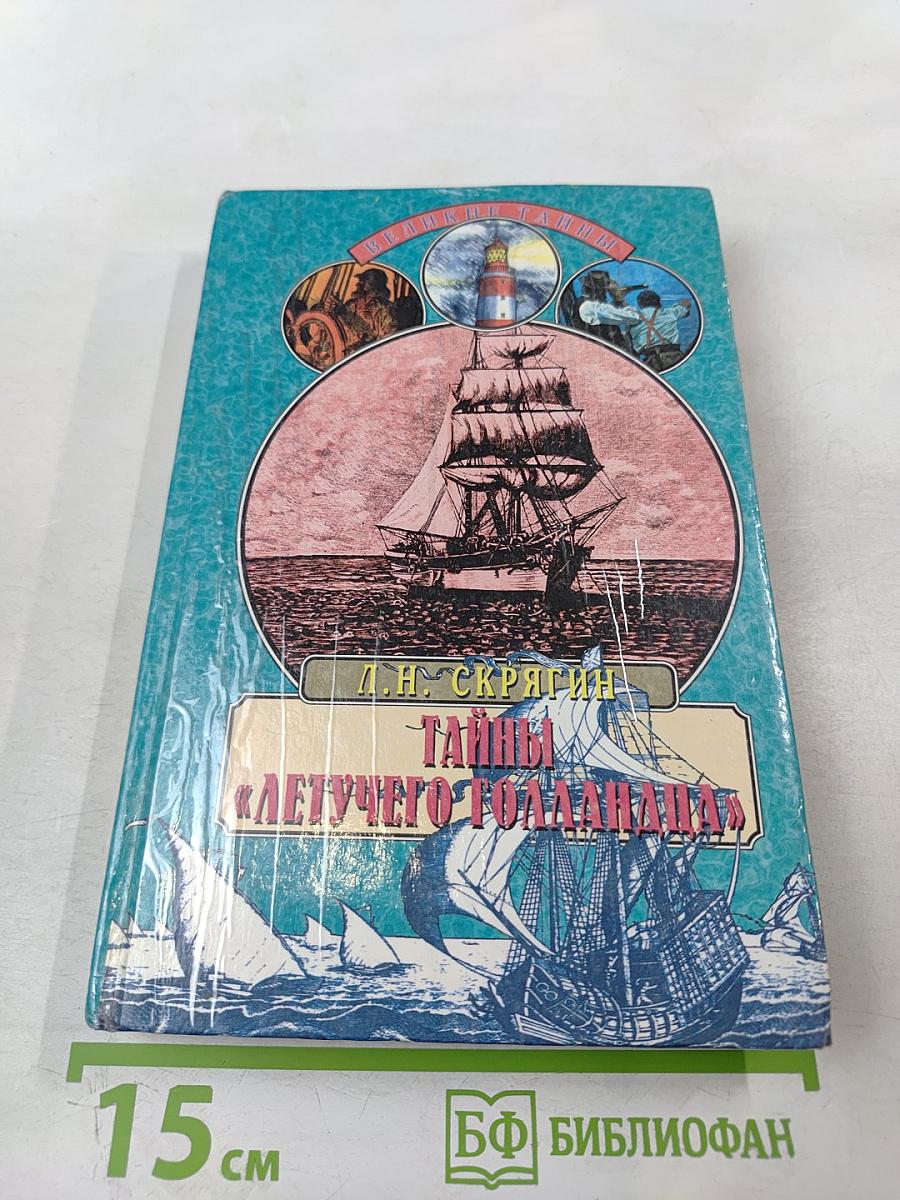 ВЕЛИКИЕ ТАЙНЫ
Л.Н. СКРЯГИН
ТАЙНЫ
«ЛЕТУЧЕГО ГОЛЛАНДЦА»
15 см
БФ БИБЛИОФАН